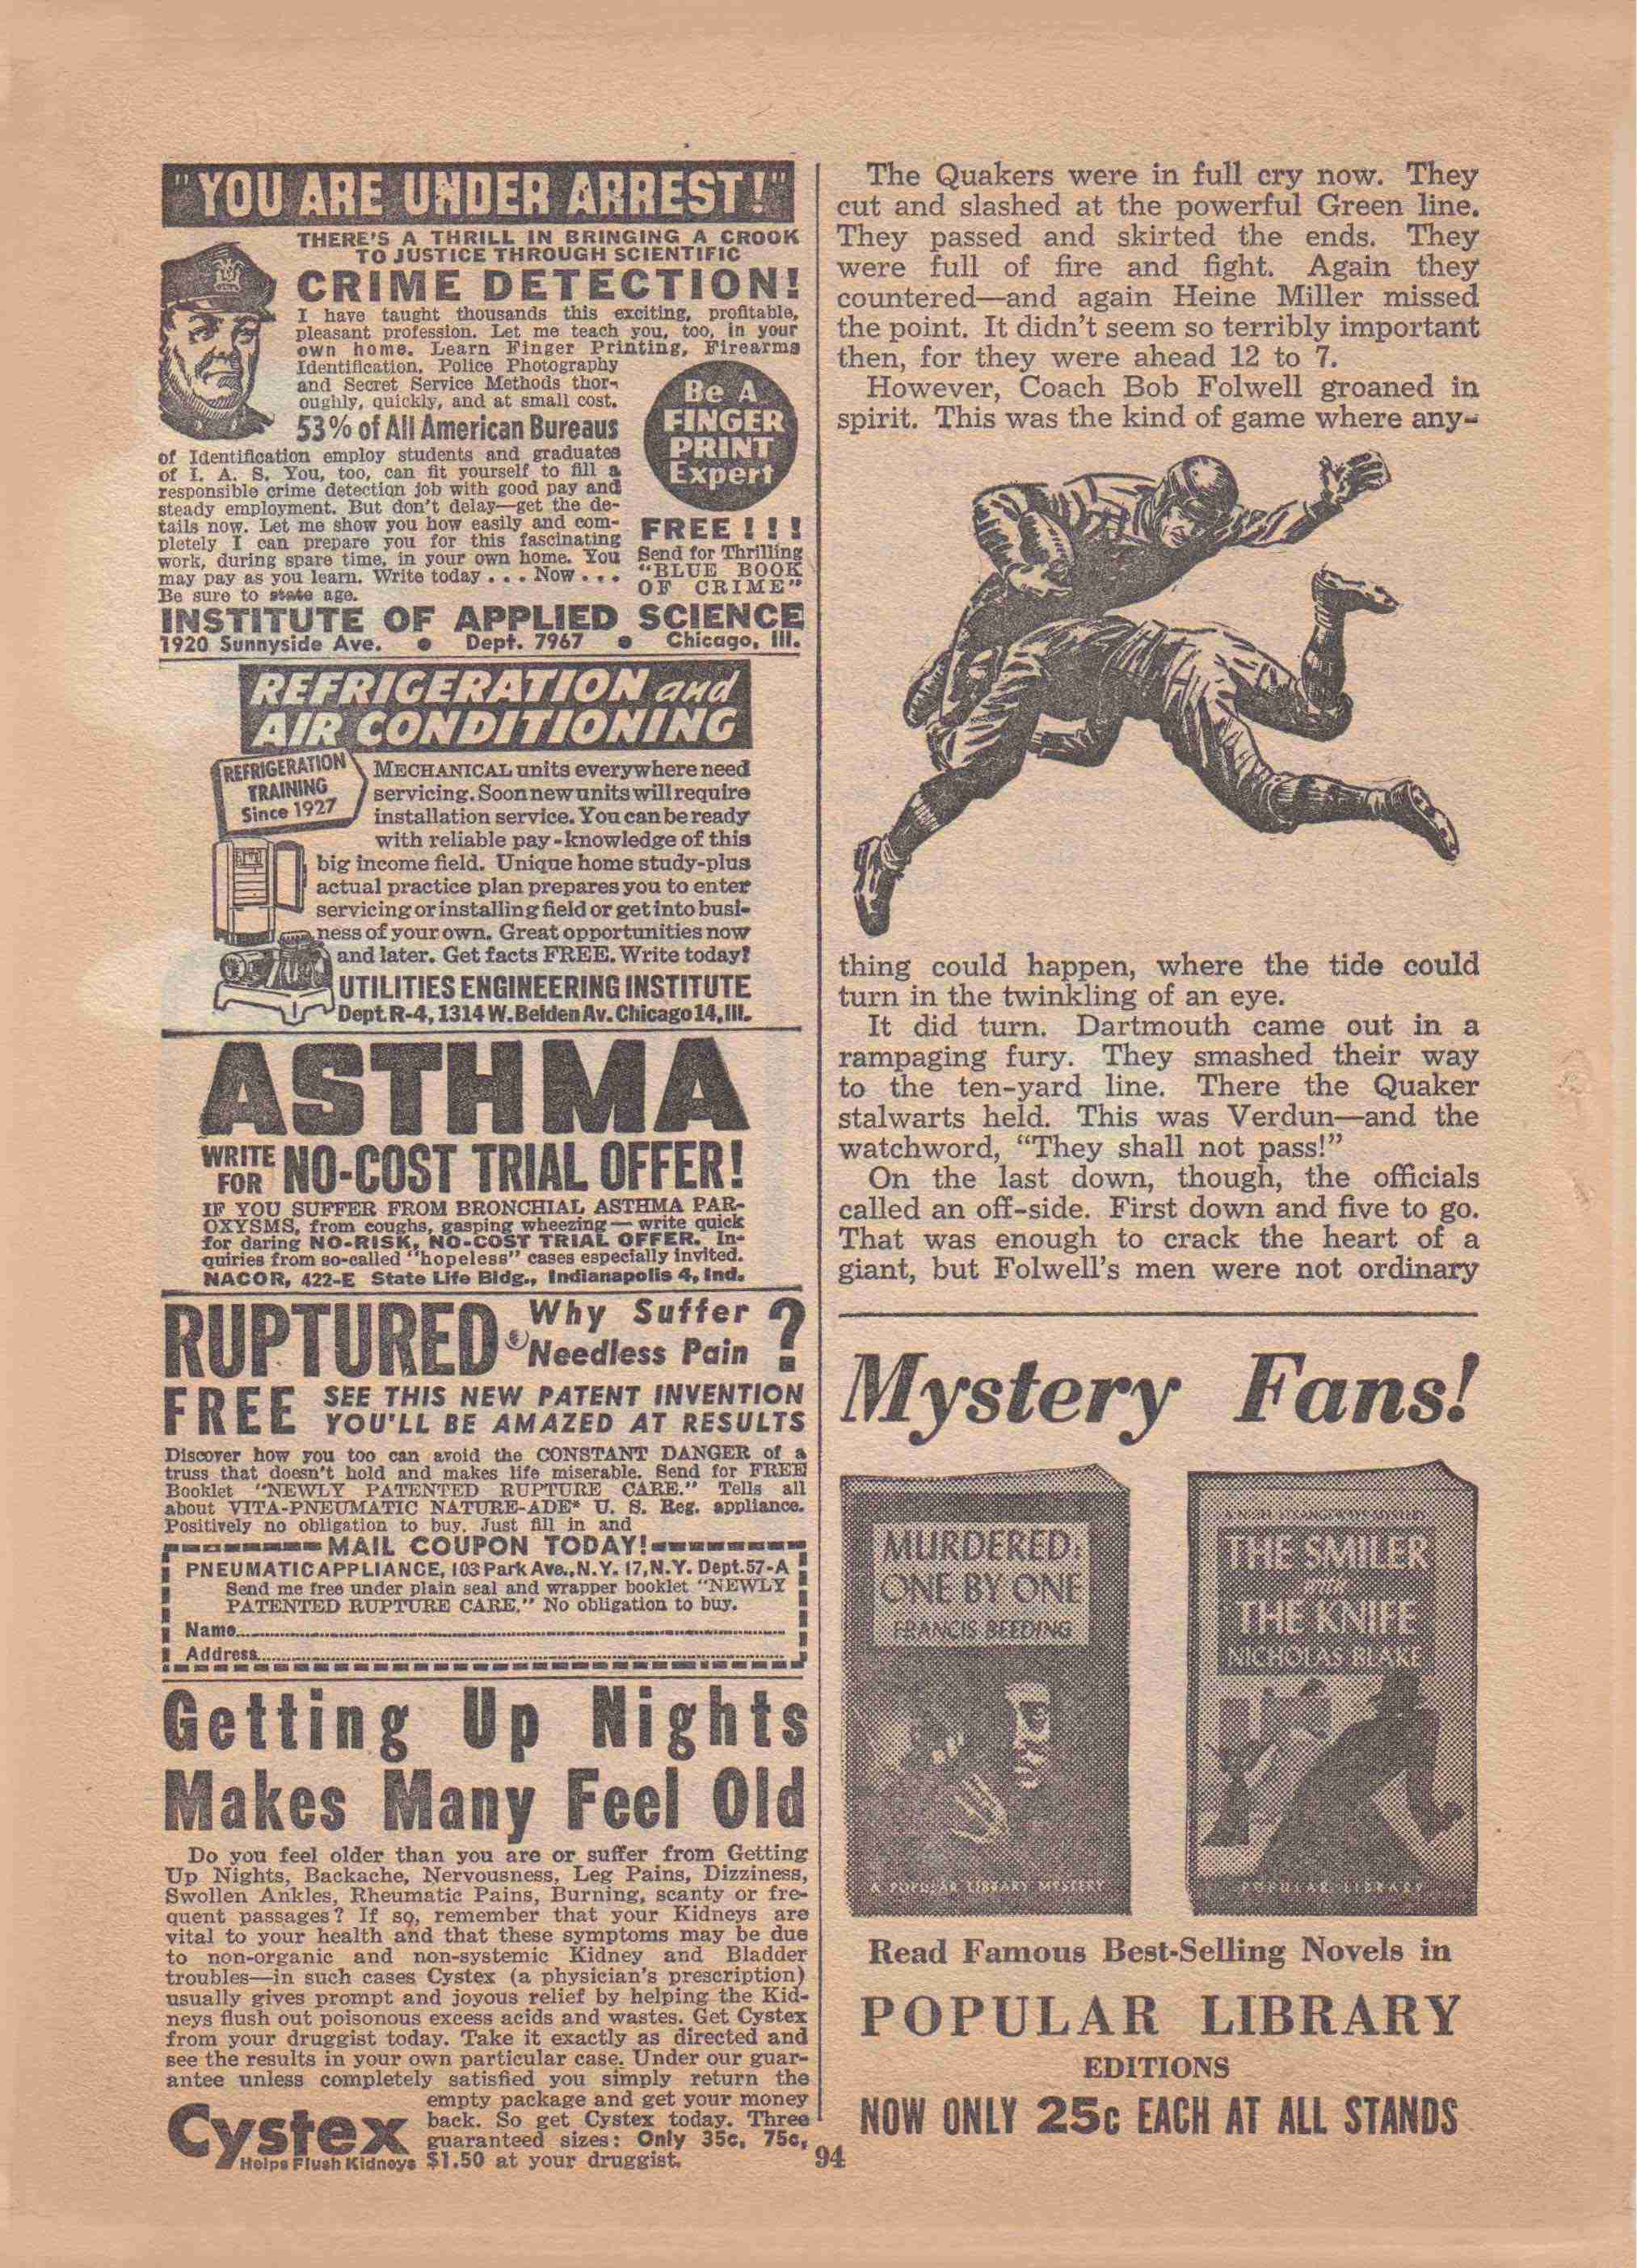 "YOU ARE UNDER ARREST!"
THERE'S A THRILL IN BRINGING A CROOK
TO JUSTICE THROUGH SCIENTIFIC
CRIME DETECTION!
I have taught thousands this exciting, profitable,
pleasant profession. Let me teach you, too, in your
own home. Learn Finger Printing, Firearms
Identification, Police Photography
and Secret Service Methods thor-
oughly, quickly, and at small cost.
53% of All American Bureaus
of Identification employ students and graduates
of I. A. S. You, too, can fit yourself to fill a
responsible crime detection job with good pay and
steady employment. But don't delay—get the de-
tails now. Let me show you how easily and com-
pletely I can prepare you for this fascinating
work, during spare time, in your own home. You
may pay as you learn. Write today . . . Now . . .
Be sure to state age.
Be A
FINGER
PRINT
Expert
FREE ! ! !
Send for Thrilling
"BLUE BOOK
OF CRIME"
INSTITUTE OF APPLIED SCIENCE
1920 Sunnyside Ave. ● Dept. 7967 ● Chicago, Ill.
REFRIGERATION and
AIR CONDITIONING
REFRIGERATION
TRAINING
Since 1927
MECHANICAL units everywhere need
servicing. Soon new units will require
installation service. You can be ready
with reliable pay-knowledge of this
big income field. Unique home study-plus
actual practice plan prepares you to enter
servicing or installing field or get into busi-
ness of your own. Great opportunities now
and later. Get facts FREE. Write today!
UTILITIES ENGINEERING INSTITUTE
Dept. R-4, 1314 W. Belden Av. Chicago 14, Ill.
ASTHMA
WRITE
FOR NO-COST TRIAL OFFER!
IF YOU SUFFER FROM BRONCHIAL ASTHMA PAR-
OXYSMS, from coughs, gasping wheezing — write quick
for daring NO-RISK, NO-COST TRIAL OFFER. In-
quiries from so-called "hopeless" cases especially invited.
NACOR, 422-E State Life Bldg., Indianapolis 4, Ind.
RUPTURED Why Suffer
Needless Pain ?
FREE SEE THIS NEW PATENT INVENTION
YOU'LL BE AMAZED AT RESULTS
Discover how you too can avoid the CONSTANT DANGER of a
truss that doesn't hold and makes life miserable. Send for FREE
Booklet "NEWLY PATENTED RUPTURE CARE." Tells all
about VITA-PNEUMATIC NATURE-ADE* U. S. Reg. appliance.
Positively no obligation to buy. Just fill in and
MAIL COUPON TODAY!
PNEUMATIC APPLIANCE, 103 Park Ave., N.Y. 17, N.Y. Dept. 57-A
Send me free under plain seal and wrapper booklet "NEWLY
PATENTED RUPTURE CARE." No obligation to buy.
Name
Address
Getting Up Nights
Makes Many Feel Old
Do you feel older than you are or suffer from Getting
Up Nights, Backache, Nervousness, Leg Pains, Dizziness,
Swollen Ankles, Rheumatic Pains, Burning, scanty or fre-
quent passages? If so, remember that your Kidneys are
vital to your health and that these symptoms may be due
to non-organic and non-systemic Kidney and Bladder
troubles—in such cases Cystex (a physician's prescription)
usually gives prompt and joyous relief by helping the Kid-
neys flush out poisonous excess acids and wastes. Get Cystex
from your druggist today. Take it exactly as directed and
see the results in your own particular case. Under our guar-
antee unless completely satisfied you simply return the
empty package and get your money
back. So get Cystex today. Three
guaranteed sizes: Only 35c, 75c,
$1.50 at your druggist.
Cystex
Helps Flush Kidneys
The Quakers were in full cry now. They
cut and slashed at the powerful Green line.
They passed and skirted the ends. They
were full of fire and fight. Again they
countered—and again Heine Miller missed
the point. It didn't seem so terribly important
then, for they were ahead 12 to 7.
However, Coach Bob Folwell groaned in
spirit. This was the kind of game where any-
thing could happen, where the tide could
turn in the twinkling of an eye.
It did turn. Dartmouth came out in a
rampaging fury. They smashed their way
to the ten-yard line. There the Quaker
stalwarts held. This was Verdun—and the
watchword, "They shall not pass!"
On the last down, though, the officials
called an off-side. First down and five to go.
That was enough to crack the heart of a
giant, but Folwell's men were not ordinary
Mystery Fans!
MURDERED:
ONE BY ONE
FRANCIS BEEDING
A POPULAR LIBRARY MYSTERY
THE SMILER
WITH
THE KNIFE
NICHOLAS BLAKE
POPULAR LIBRARY
Read Famous Best-Selling Novels in
POPULAR LIBRARY
EDITIONS
NOW ONLY 25c EACH AT ALL STANDS
94